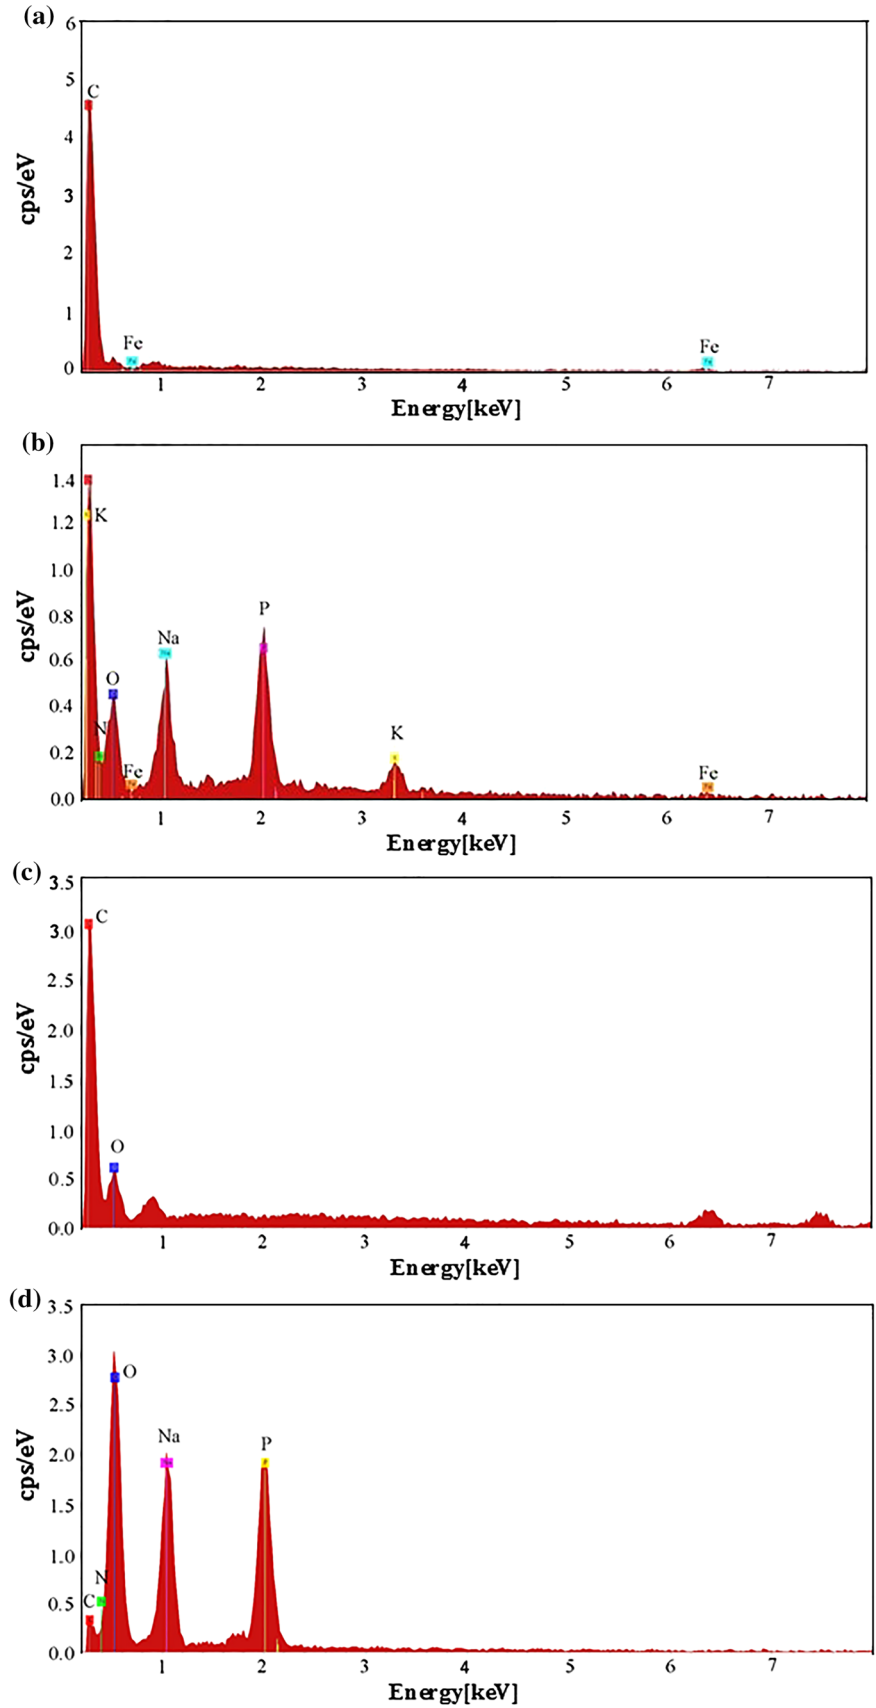 (a)
6
5
4
3
2
1
0
cps/eV
C
Fe
Fe
1 2 3 4 5 6 7
Energy[keV]
(b)
1.4
1.2
1.0
0.8
0.6
0.4
0.2
0.0
cps/eV
K
N
O
Fe
Na
P
K
Fe
1 2 3 4 5 6 7
Energy[keV]
(c)
3.5
3.0
2.5
2.0
1.5
1.0
0.5
0.0
cps/eV
C
O
1 2 3 4 5 6 7
Energy[keV]
(d)
3.5
3.0
2.5
2.0
1.5
1.0
0.5
0.0
cps/eV
C
N
O
Na
P
1 2 3 4 5 6 7
Energy[keV]